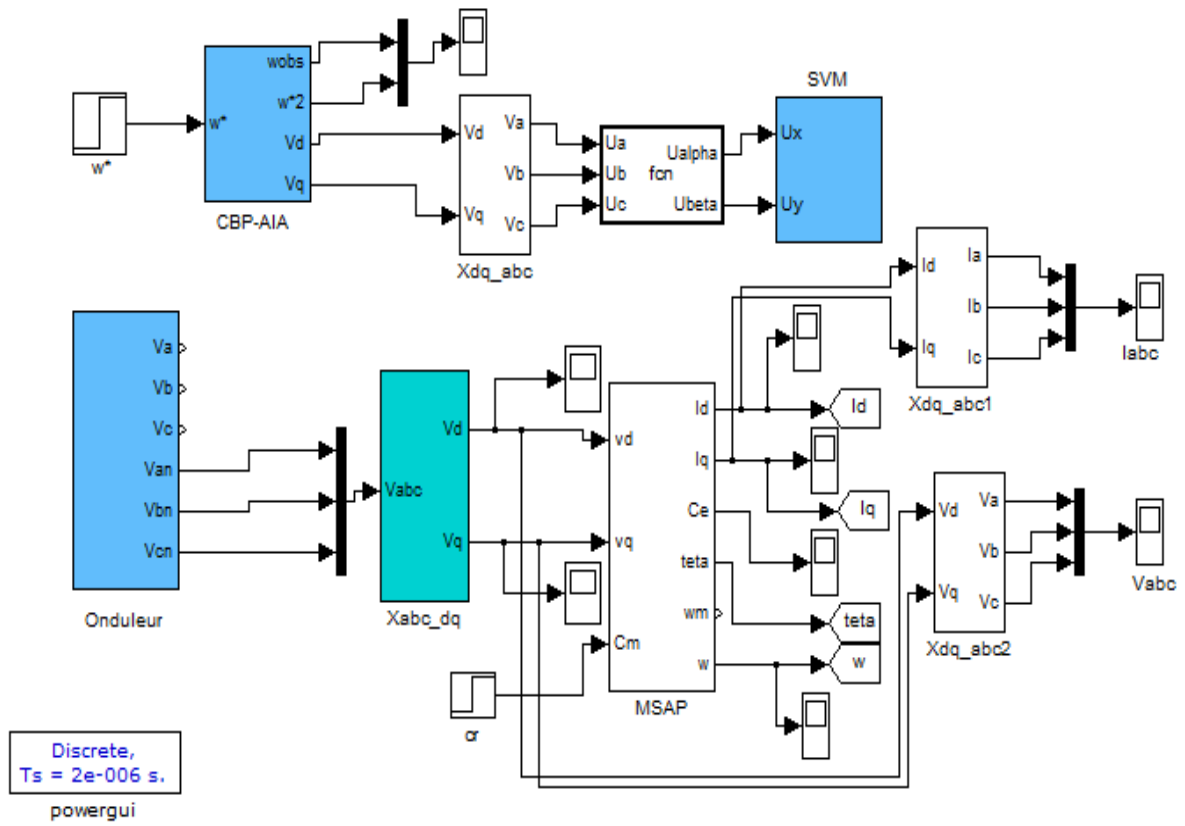 w*
w*
wobs
w*2
Vd
Vq
CBP-AIA
Vd
Vq
Va
Vb
Vc
Xdq_abc
Ua
Ub
Uc
fcn
Ualpha
Ubeta
SVM
Ux
Uy
Id
Iq
Ia
Ib
Ic
Xdq_abc1
Iabc
Va
Vb
Vc
Van
Vbn
Vcn
Onduleur
Vabc
Vd
Vq
Xabc_dq
vd
vq
Cm
Id
Iq
Ce
teta
wm
w
MSAP
cr
Id
Iq
teta
w
Vd
Vq
Va
Vb
Vc
Xdq_abc2
Vabc
Discrete,
Ts = 2e-006 s.
powergui